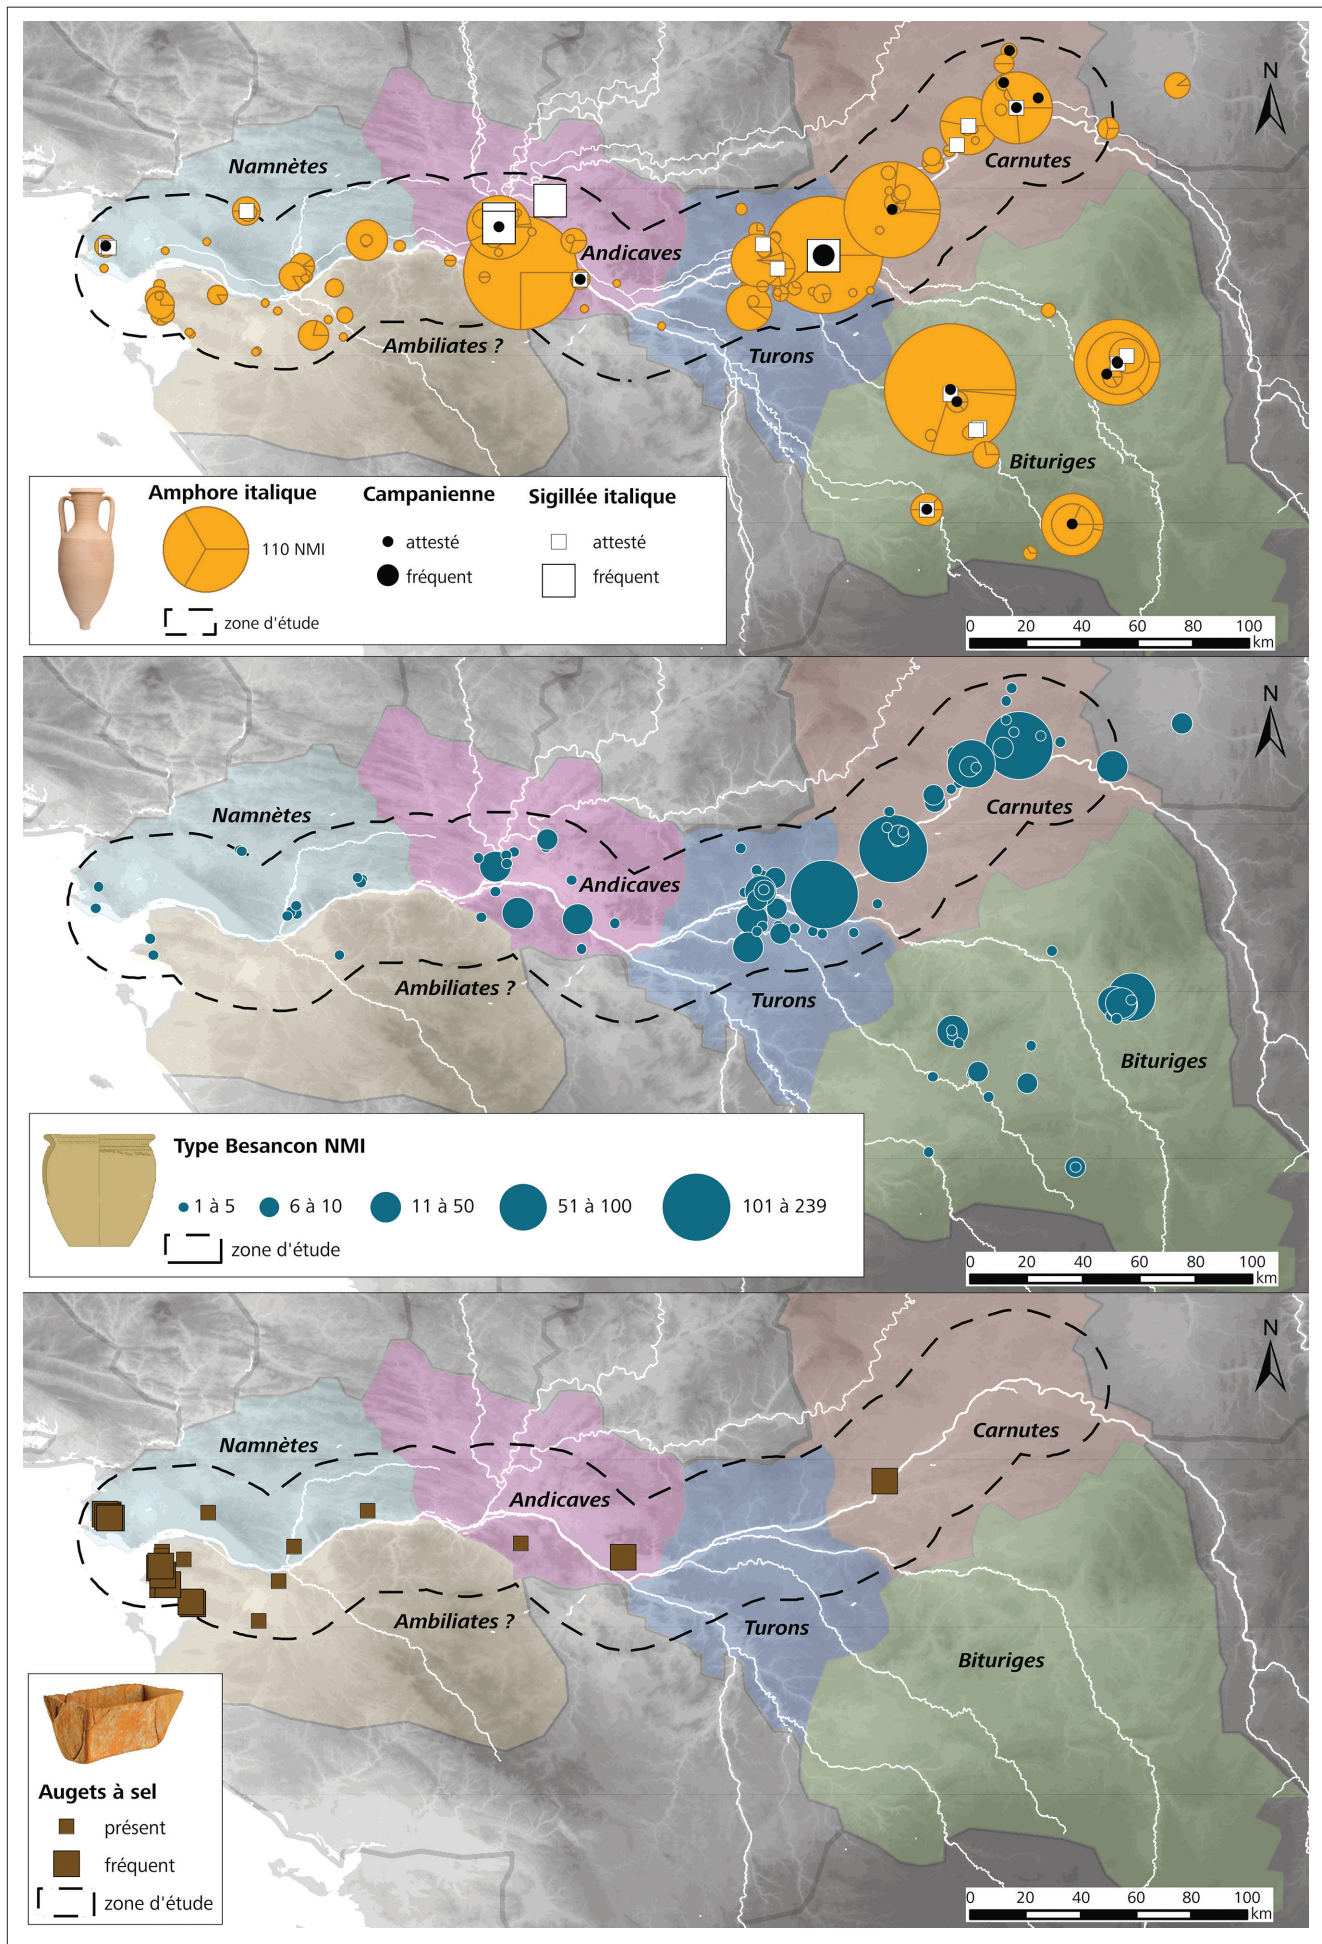 N
Namnètes
Carnutes
Andicaves
Ambiliates ?
Turons
Bituriges
Amphore italique
110 NMI
zone d'étude
Campanienne
attesté
fréquent
Sigillée italique
attesté
fréquent
0 20 40 60 80 100
km
N
Namnètes
Carnutes
Andicaves
Ambiliates ?
Turons
Bituriges
Type Besancon NMI
1 à 5 6 à 10 11 à 50 51 à 100 101 à 239
zone d'étude
0 20 40 60 80 100
km
N
Namnètes
Carnutes
Andicaves
Ambiliates ?
Turons
Bituriges
Augets à sel
présent
fréquent
zone d'étude
0 20 40 60 80 100
km